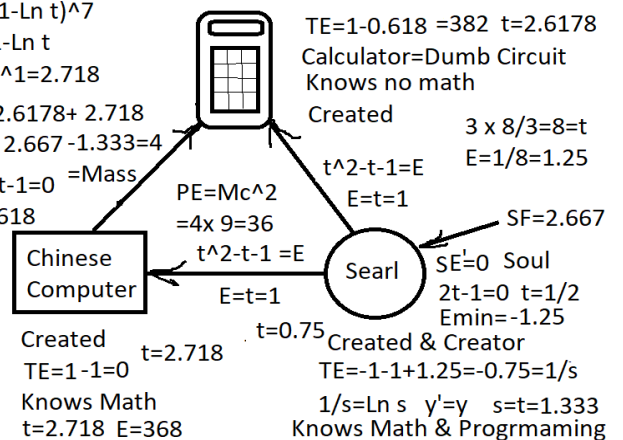 1-Ln t)^7
-Ln t
^1=2.718
2.6178+ 2.718
2.667 -1.333=4
=Mass
t-1=0
618
TE=1-0.618 =382 t=2.6178
Calculator=Dumb Circuit
Knows no math
Created
3 x 8/3=8=t
E=1/8=1.25
t^2-t-1=E
E=t=1
PE=Mc^2
=4x 9=36
t^2-t-1 =E
E=t=1
Chinese
Computer
Searl
SF=2.667
SE'=0 Soul
2t-1=0 t=1/2
Emin=-1.25
Created
TE=1 -1=0
Knows Math
t=2.718 E=368
t=2.718
t=0.75
Created & Creator
TE=-1-1+1.25=-0.75=1/s
1/s=Ln s y'=y s=t=1.333
Knows Math & Progrmaming